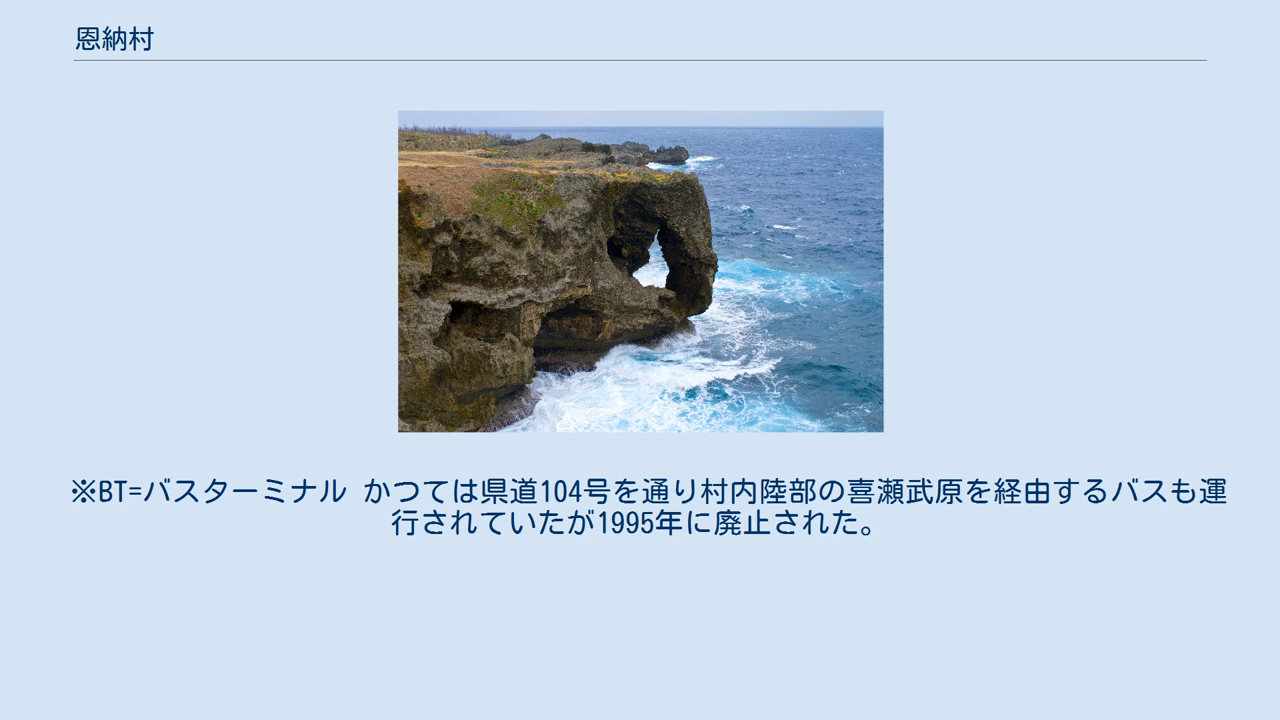 恩納村
※BT=バスターミナル かつては県道104号を通り村内陸部の喜瀬武原を経由するバスも運
行されていたが1995年に廃止された。